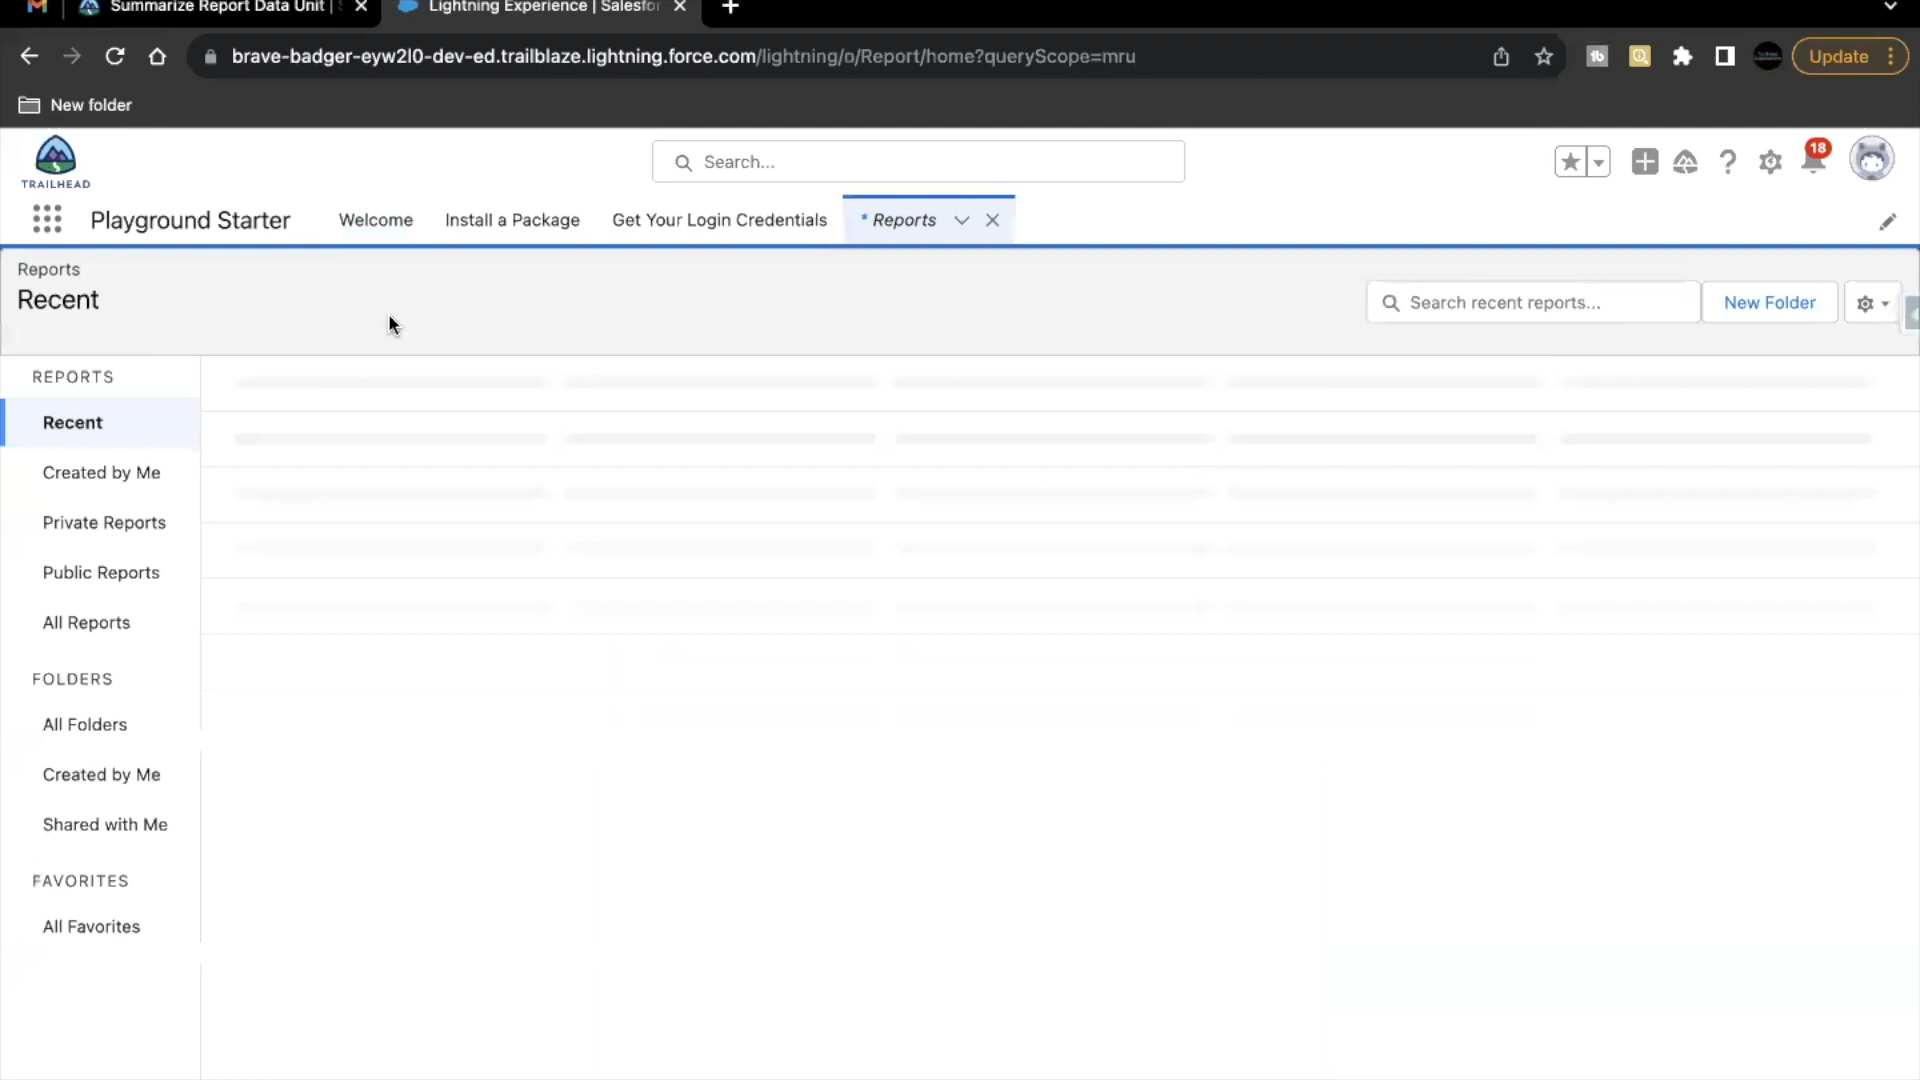 Summarize Report Data Unit |
Lightning Experience | Salesfor
brave-badger-eyw2l0-dev-ed.trailblaze.lightning.force.com/lightning/o/Report/home?queryScope=mru
Update
New folder
TRAILHEAD
Search...
18
Playground Starter
Welcome
Install a Package
Get Your Login Credentials
* Reports
Reports
Recent
Search recent reports...
New Folder
REPORTS
Recent
Created by Me
Private Reports
Public Reports
All Reports
FOLDERS
All Folders
Created by Me
Shared with Me
FAVORITES
All Favorites